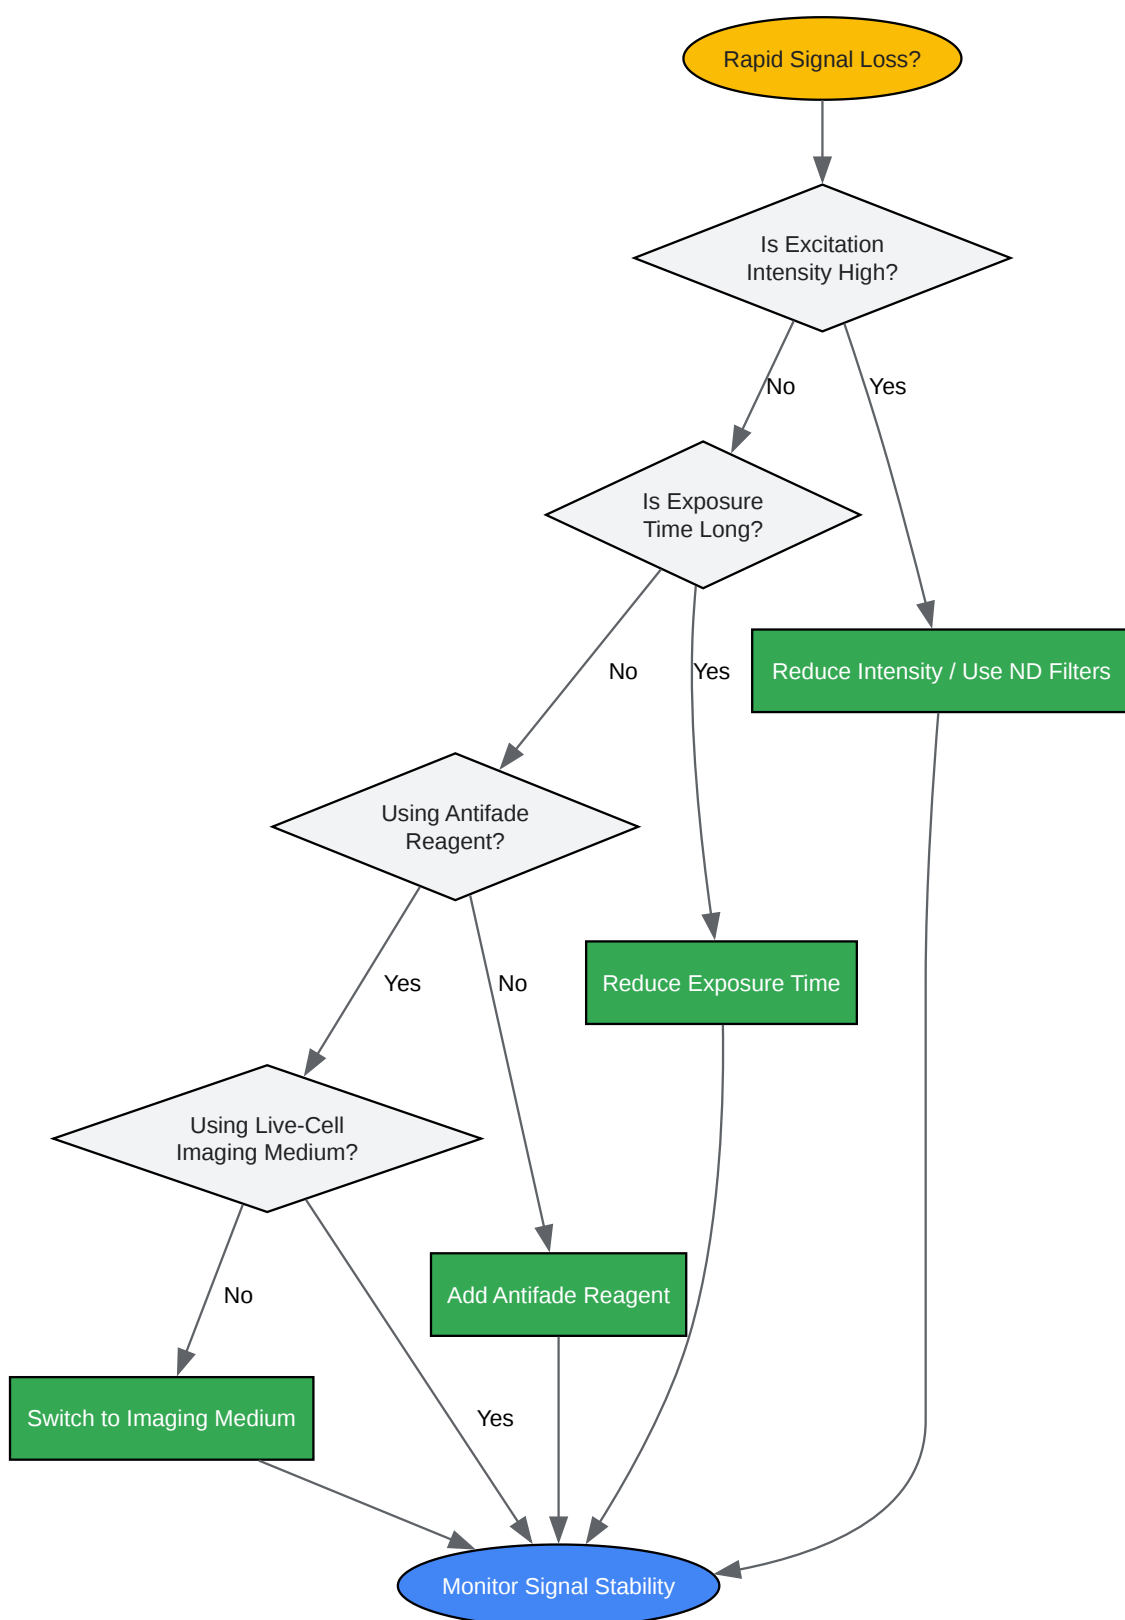 Rapid Signal Loss?
Is Excitation
Intensity High?
No
Yes
Is Exposure
Time Long?
No
Yes
Reduce Intensity / Use ND Filters
Using Antifade
Reagent?
Yes
No
Reduce Exposure Time
Using Live-Cell
Imaging Medium?
No
Add Antifade Reagent
Switch to Imaging Medium
Yes
Monitor Signal Stability